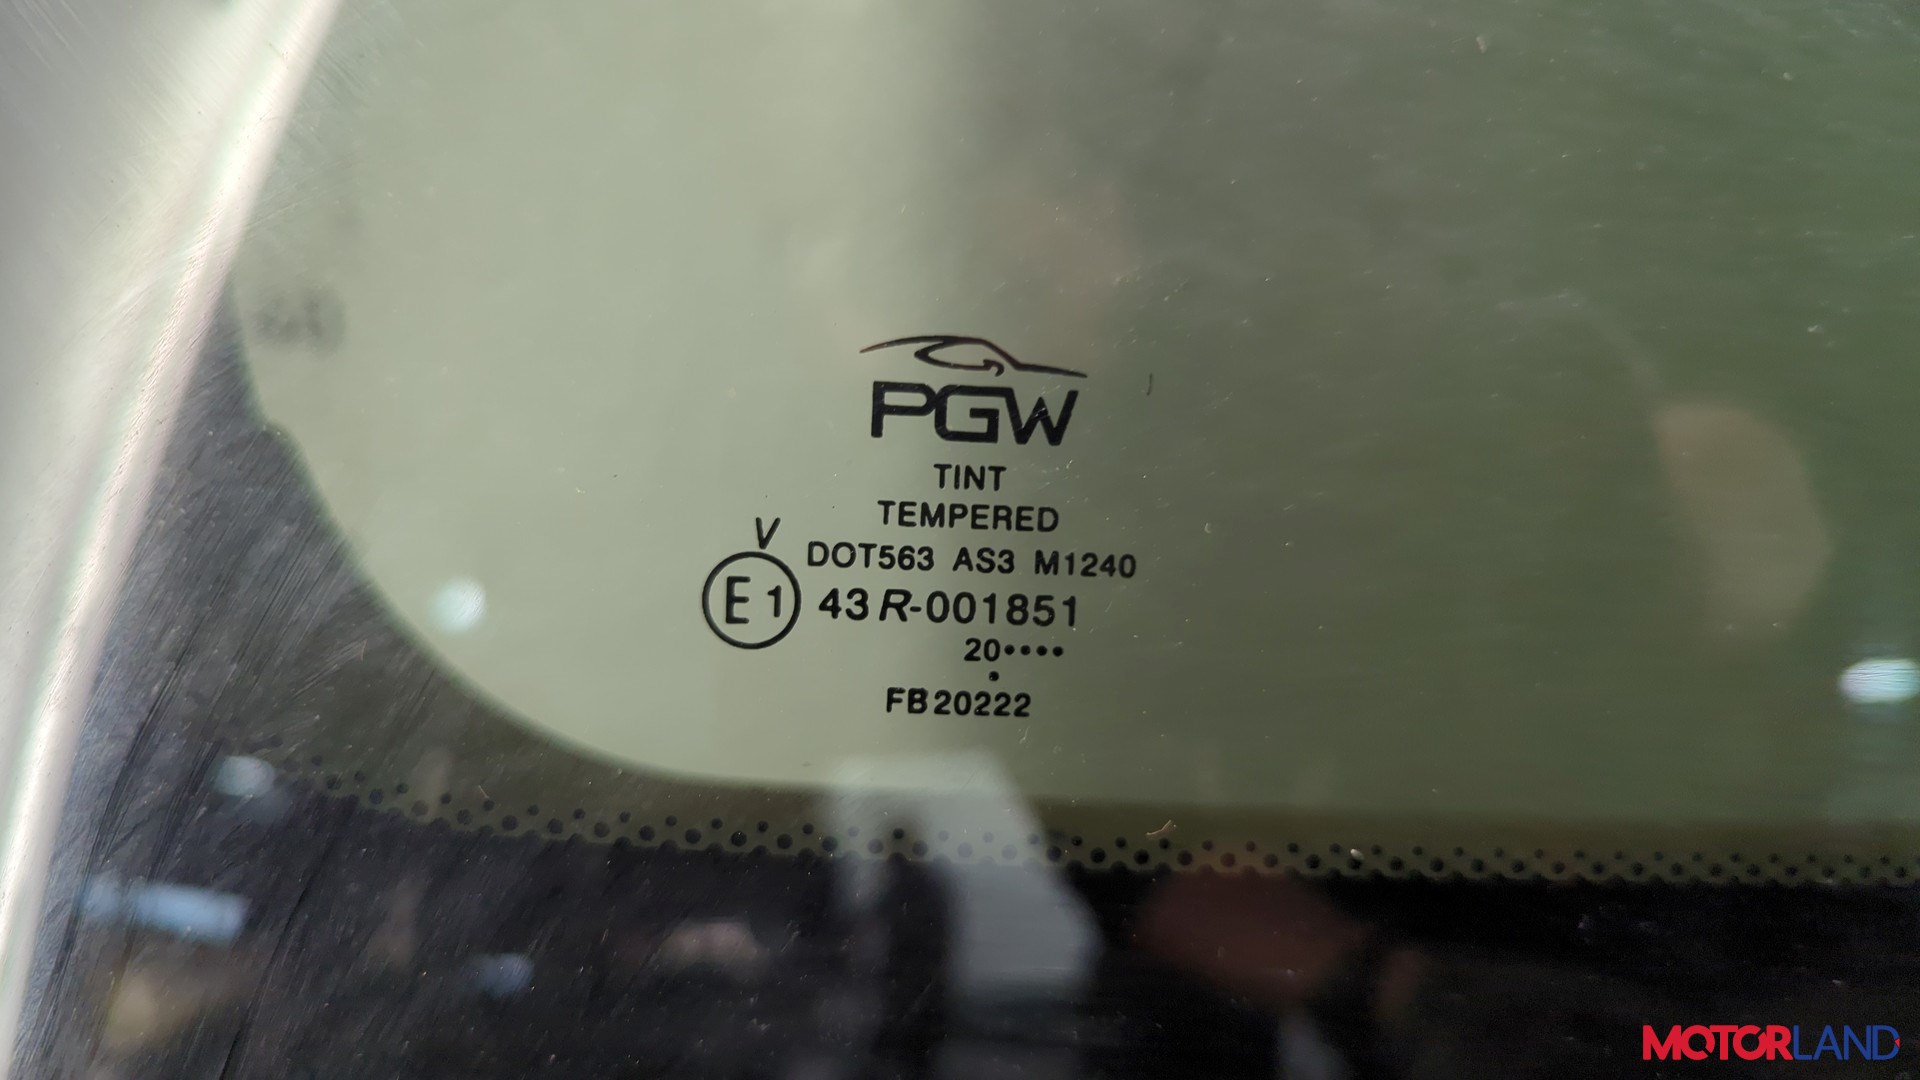 PGW
TINT
TEMPERED
V
DOT563 AS3 M1240
E1 43R-001851
20••••
•
FB20222
MOTORLAND